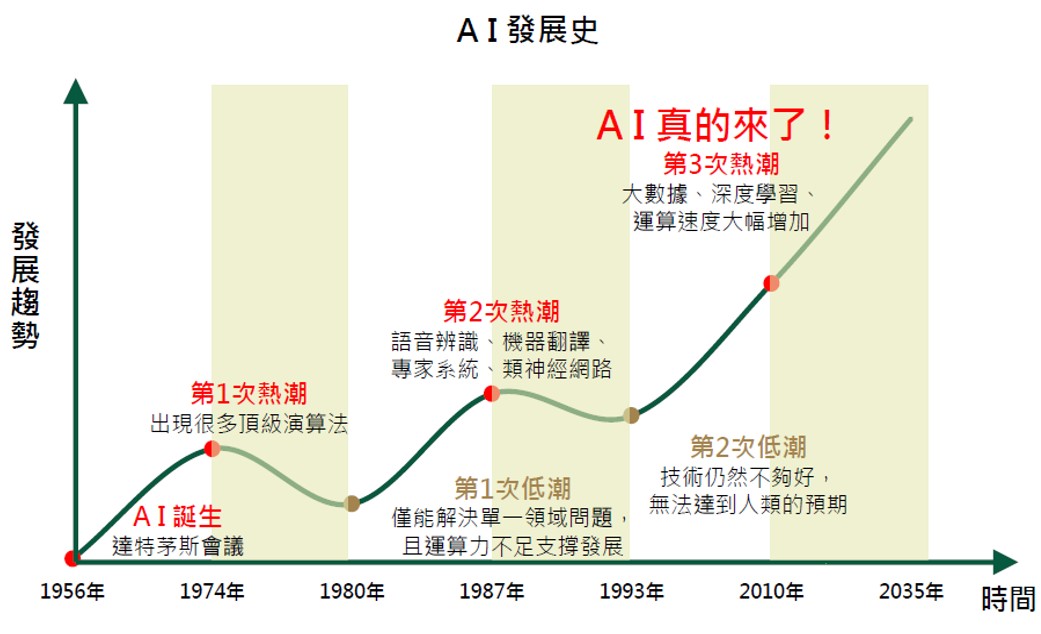 AI發展史
發展趨勢
AI真的來了！
第3次熱潮
大數據、深度學習、
運算速度大幅增加
第2次熱潮
語音辨識、機器翻譯、
專家系統、類神經網路
第1次熱潮
出現很多頂級演算法
第2次低潮
技術仍然不夠好，
無法達到人類的預期
第1次低潮
僅能解決單一領域問題，
且運算力不足支撐發展
AI誕生
達特茅斯會議
1956年 1974年 1980年 1987年 1993年 2010年 2035年
時間